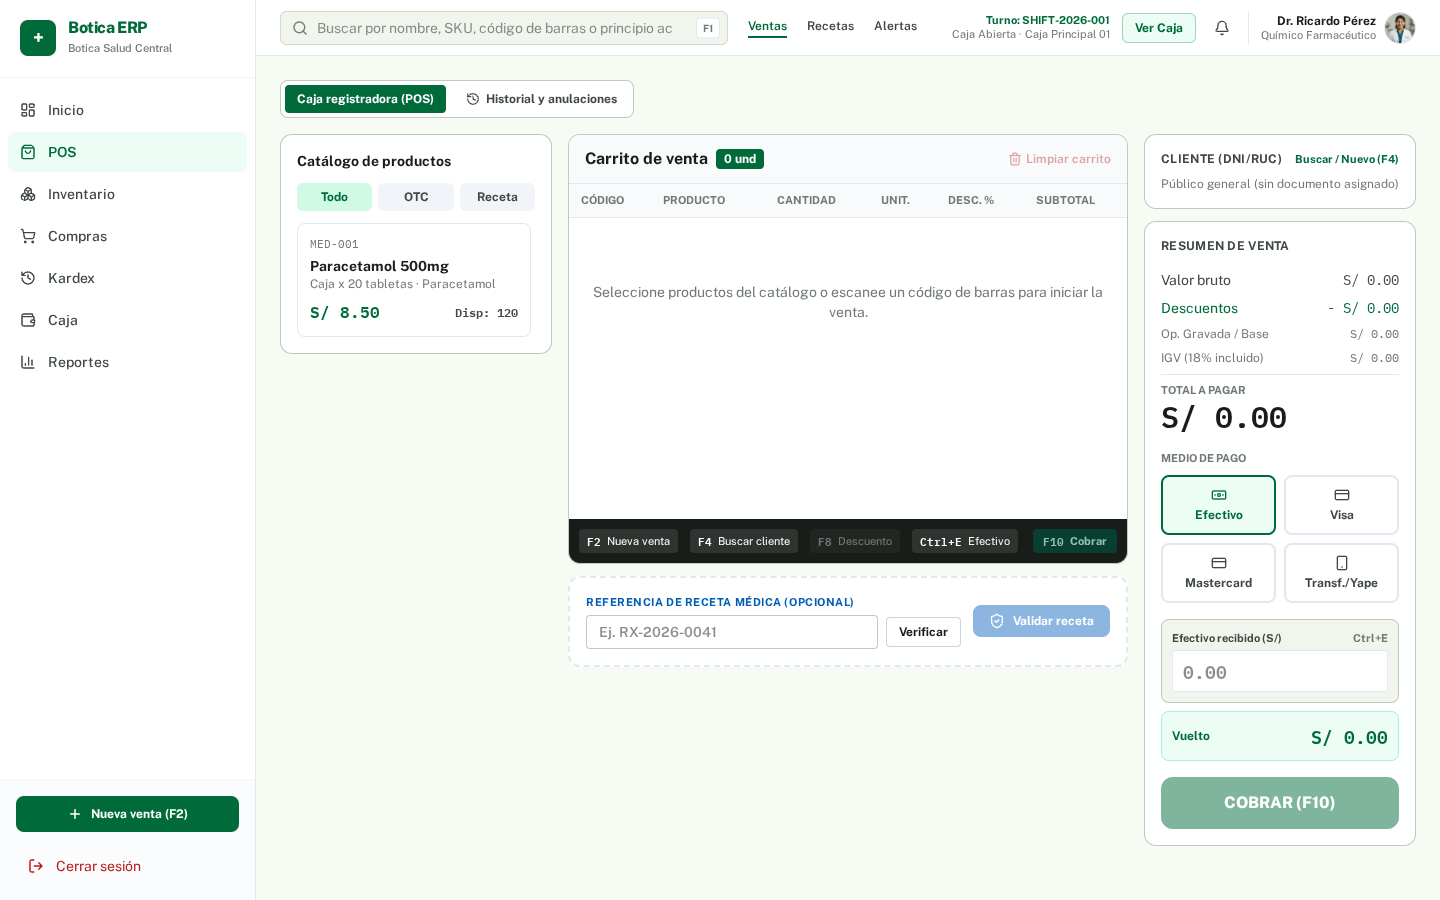 Botica ERP
Botica Salud Central
Inicio
POS
Inventario
Compras
Kardex
Caja
Reportes
Nueva venta (F2)
Cerrar sesión
Buscar por nombre, SKU, código de barras o principio ac
F1
Ventas
Recetas
Alertas
Turno: SHIFT-2026-001
Caja Abierta · Caja Principal 01
Ver Caja
Dr. Ricardo Pérez
Químico Farmacéutico
Caja registradora (POS)
Historial y anulaciones
Catálogo de productos
Todo
OTC
Receta
MED-001
Paracetamol 500mg
Caja x 20 tabletas · Paracetamol
S/ 8.50
Disp: 120
Carrito de venta
0 und
Limpiar carrito
CÓDIGO PRODUCTO CANTIDAD UNIT. DESC. % SUBTOTAL
Seleccione productos del catálogo o escanee un código de barras para iniciar la
venta.
F2 Nueva venta
F4 Buscar cliente
F8 Descuento
Ctrl+E Efectivo
F10 Cobrar
REFERENCIA DE RECETA MÉDICA (OPCIONAL)
Ej. RX-2026-0041
Verificar
Validar receta
CLIENTE (DNI/RUC)
Buscar / Nuevo (F4)
Público general (sin documento asignado)
RESUMEN DE VENTA
Valor bruto S/ 0.00
Descuentos - S/ 0.00
Op. Gravada / Base S/ 0.00
IGV (18% incluido) S/ 0.00
TOTAL A PAGAR
S/ 0.00
MEDIO DE PAGO
Efectivo
Visa
Mastercard
Transf./Yape
Efectivo recibido (S/) Ctrl+E
0.00
Vuelto S/ 0.00
COBRAR (F10)